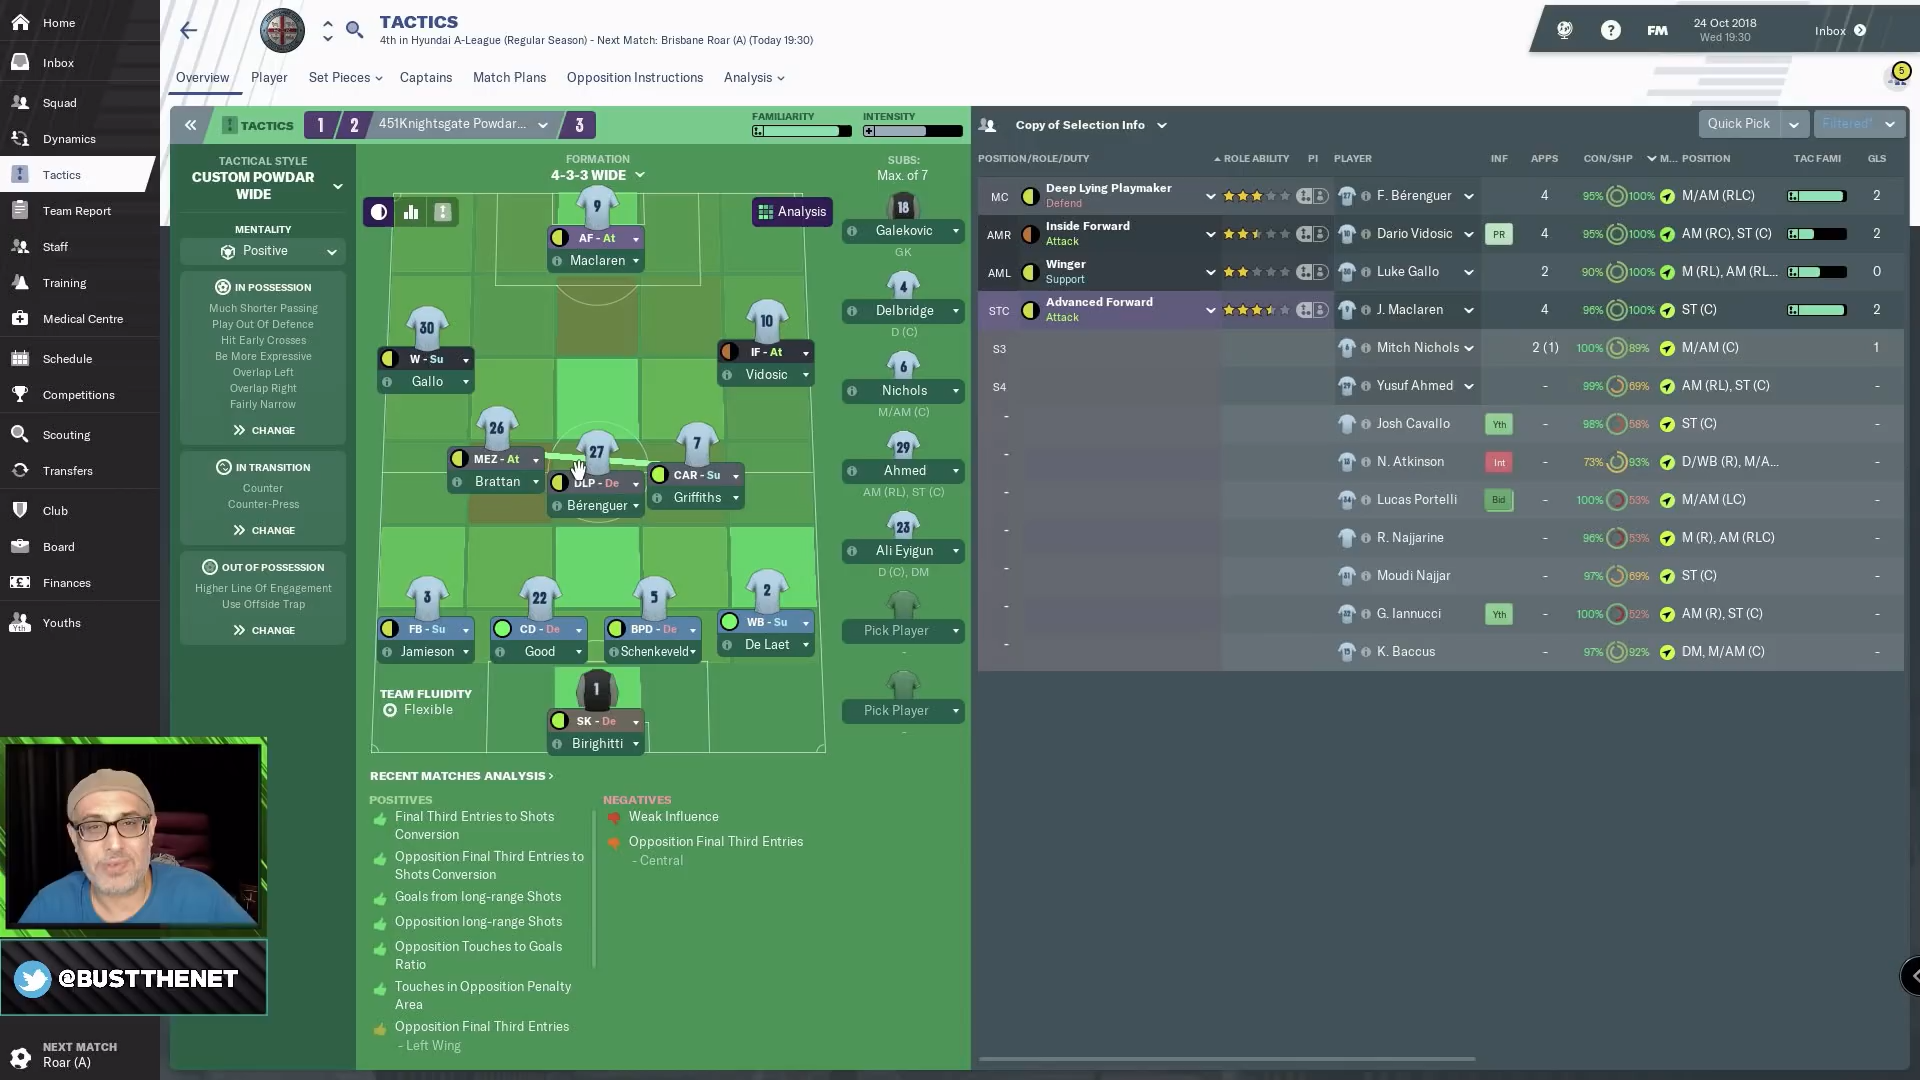 Home
Inbox
Squad
Dynamics
Tactics
Team Report
Staff
Training
Medical Centre
Schedule
Competitions
Scouting
Transfers
Club
Board
Finances
Youths
NEXT MATCH
Roar (A)
TACTICS
4th in Hyundai A-League (Regular Season) - Next Match: Brisbane Roar (A) (Today 19:30)
FM
24 Oct 2018
Wed 19:30
Inbox
5
Overview
Player
Set Pieces
Captains
Match Plans
Opposition Instructions
Analysis
TACTICS
1
2
451Knightsgate Powdar...
3
FAMILIARITY
INTENSITY
TACTICAL STYLE
CUSTOM POWDAR
WIDE
MENTALITY
Positive
IN POSSESSION
Much Shorter Passing
Play Out Of Defence
Hit Early Crosses
Be More Expressive
Overlap Left
Overlap Right
Fairly Narrow
CHANGE
IN TRANSITION
Counter
Counter-Press
CHANGE
OUT OF POSSESSION
Higher Line Of Engagement
Use Offside Trap
CHANGE
FORMATION
4-3-3 WIDE
Analysis
9
AF - At
Maclaren
30
W - Su
Gallo
10
IF - At
Vidosic
26
MEZ - At
Brattan
27
DLP - De
Bérenguer
7
CAR - Su
Griffiths
3
FB - Su
Jamieson
22
CD - De
Good
5
BPD - De
Schenkeveld
2
WB - Su
De Laet
TEAM FLUIDITY
Flexible
1
SK - De
Birighitti
SUBS:
Max. of 7
18
Galekovic
GK
4
Delbridge
D (C)
6
Nichols
M/AM (C)
29
Ahmed
AM (RL), ST (C)
23
Ali Eyigun
D (C), DM
Pick Player
-
Pick Player
-
RECENT MATCHES ANALYSIS >
POSITIVES
Final Third Entries to Shots
Conversion
Opposition Final Third Entries to
Shots Conversion
Goals from long-range Shots
Opposition long-range Shots
Opposition Touches to Goals
Ratio
Touches in Opposition Penalty
Area
Opposition Final Third Entries
- Left Wing
NEGATIVES
Weak Influence
Opposition Final Third Entries
- Central
Copy of Selection Info
Quick Pick
Filtered*
POSITION/ROLE/DUTY ROLE ABILITY PI PLAYER INF APPS CON/SHP M... POSITION TAC FAMI GLS
MC Deep Lying Playmaker Defend F. Bérenguer 4 95% 100% M/AM (RLC) 2
AMR Inside Forward Attack Dario Vidosic PR 4 95% 100% AM (RC), ST (C) 2
AML Winger Support Luke Gallo 2 90% 100% M (RL), AM (RL... 0
STC Advanced Forward Attack J. Maclaren 4 96% 100% ST (C) 2
S3 Mitch Nichols 2 (1) 100% 89% M/AM (C) 1
S4 Yusuf Ahmed - 99% 69% AM (RL), ST (C) -
- Josh Cavallo Yth - 98% 58% ST (C) -
- N. Atkinson Int - 73% 93% D/WB (R), M/A... -
- Lucas Portelli Bid - 100% 53% M/AM (LC) -
- R. Najjarine - 96% 53% M (R), AM (RLC) -
- Moudi Najjar - 97% 69% ST (C) -
- G. Iannucci Yth - 100% 52% AM (R), ST (C) -
- K. Baccus - 97% 92% DM, M/AM (C) -
@BUSTTHENET